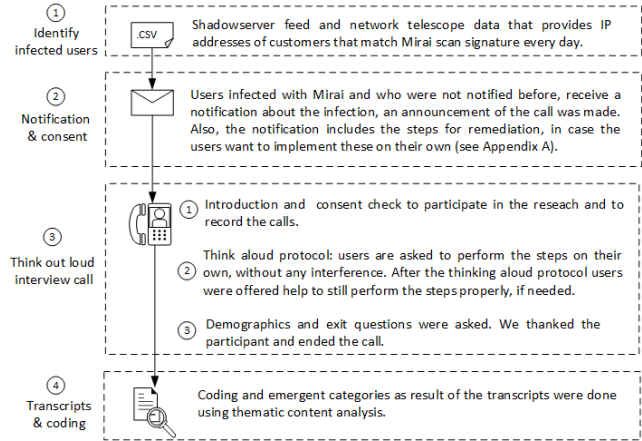 1
Identify
infected users
.CSV
Shadowserver feed and network telescope data that provides IP
addresses of customers that match Mirai scan signature every day.
2
Notification
& consent
Users infected with Mirai and who were not notified before, receive a
notification about the infection, an announcement of the call was made.
Also, the notification includes the steps for remediation, in case the
users want to implement these on their own (see Appendix A).
3
Think out loud
interview call
1 Introduction and consent check to participate in the reseach and to
record the calls.
Think aloud protocol: users are asked to perform the steps on their
2 own, without any interference. After the thinking aloud protocol users
were offered help to still perform the steps properly, if needed.
3 Demographics and exit questions were asked. We thanked the
participant and ended the call.
4
Transcripts
& coding
Coding and emergent categories as result of the transcripts were done
using thematic content analysis.